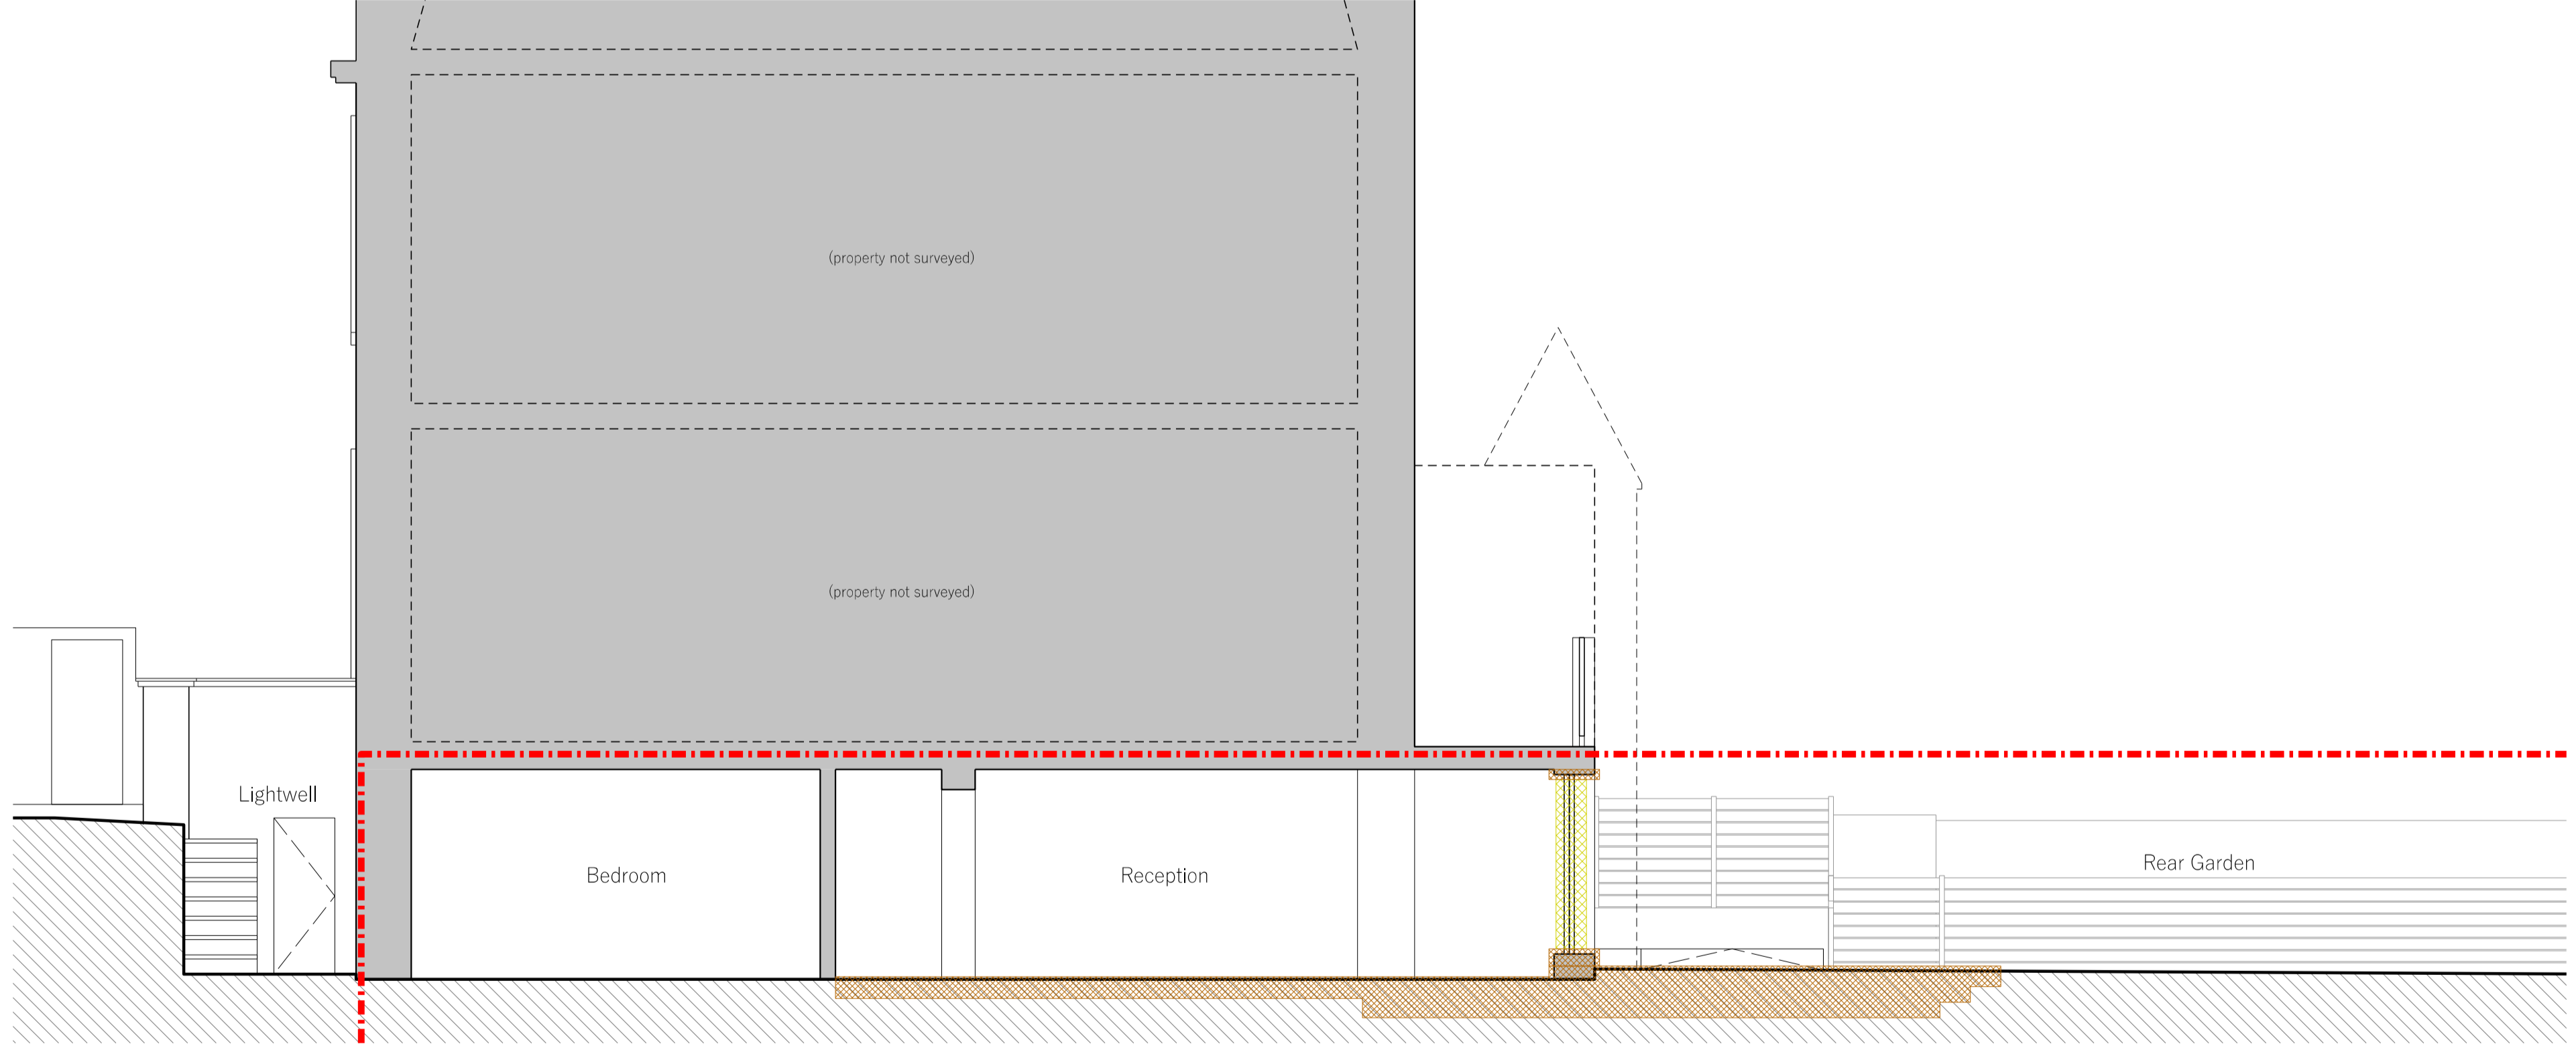 (property not surveyed)
(property not surveyed)
Lightwell
Bedroom
Reception
Rear Garden